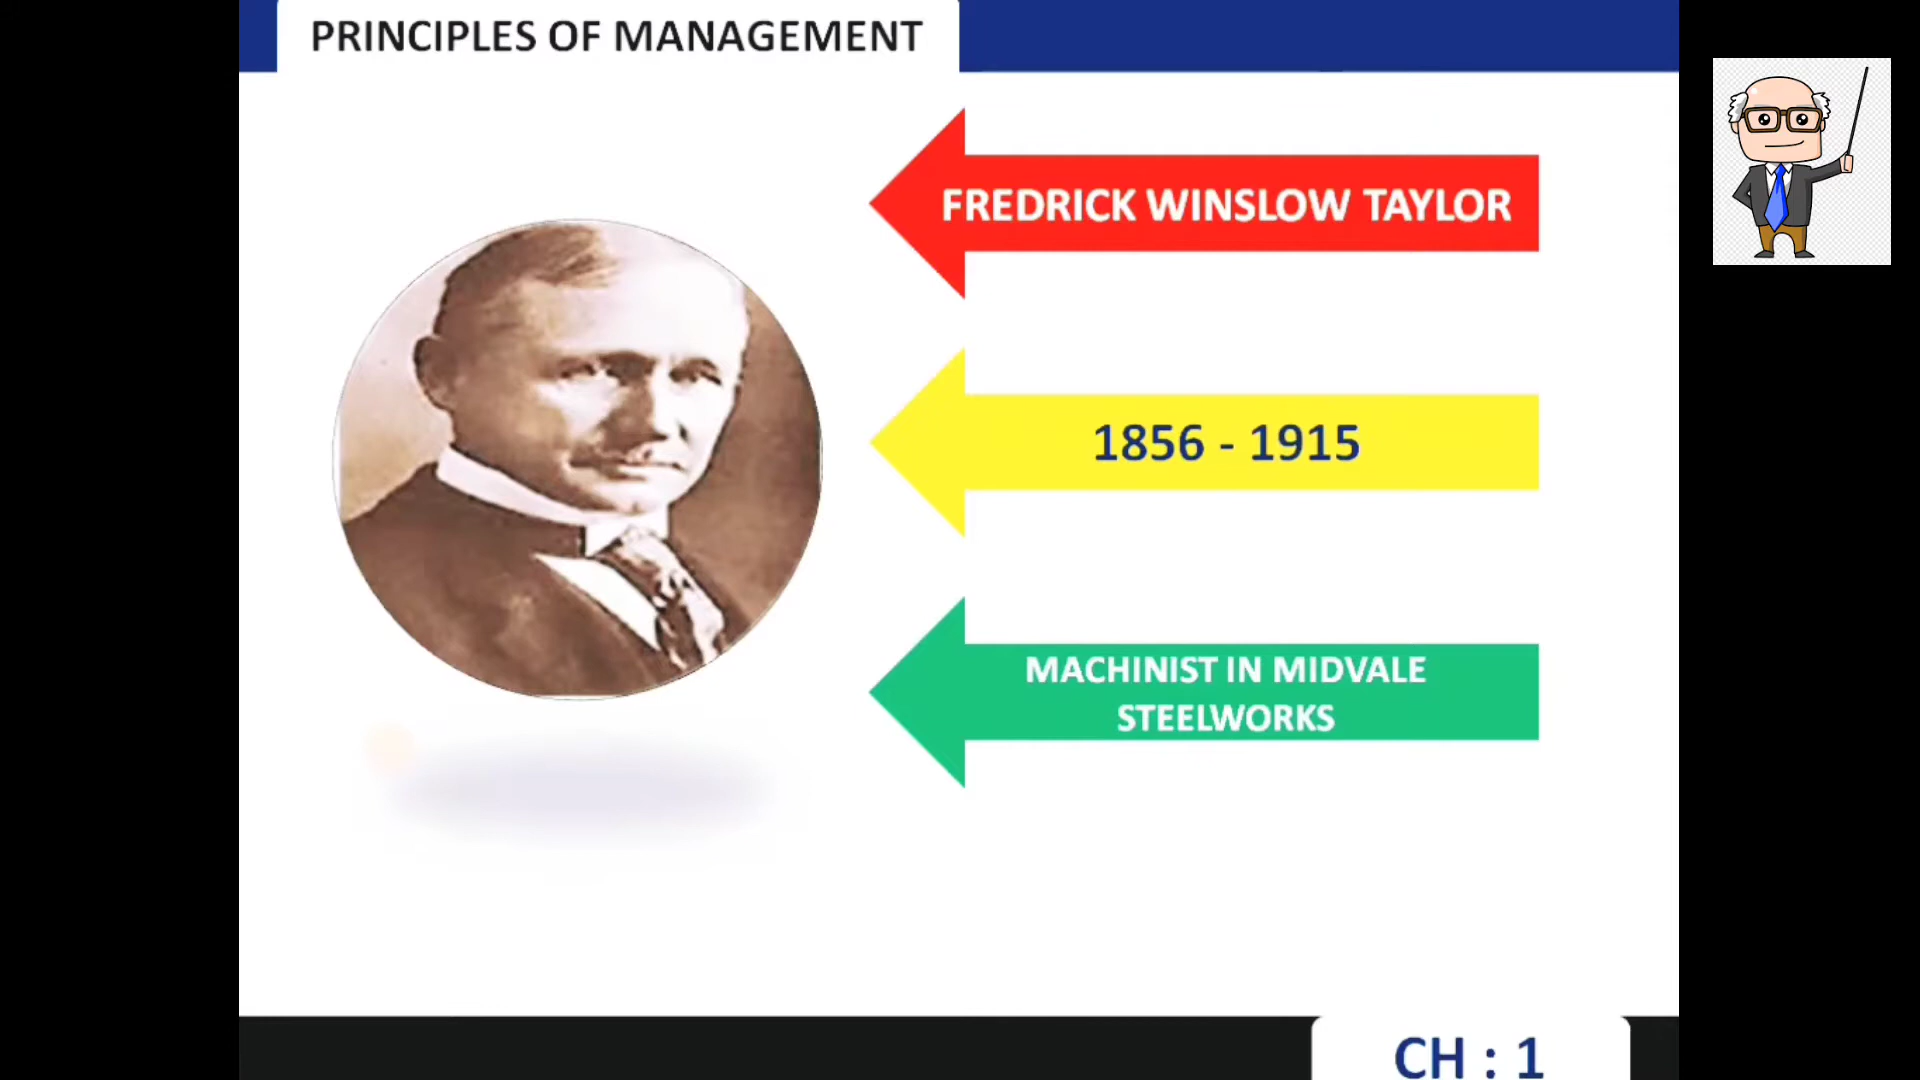 PRINCIPLES OF MANAGEMENT
FREDRICK WINSLOW TAYLOR
1856 - 1915
MACHINIST IN MIDVALE
STEELWORKS
CH : 1